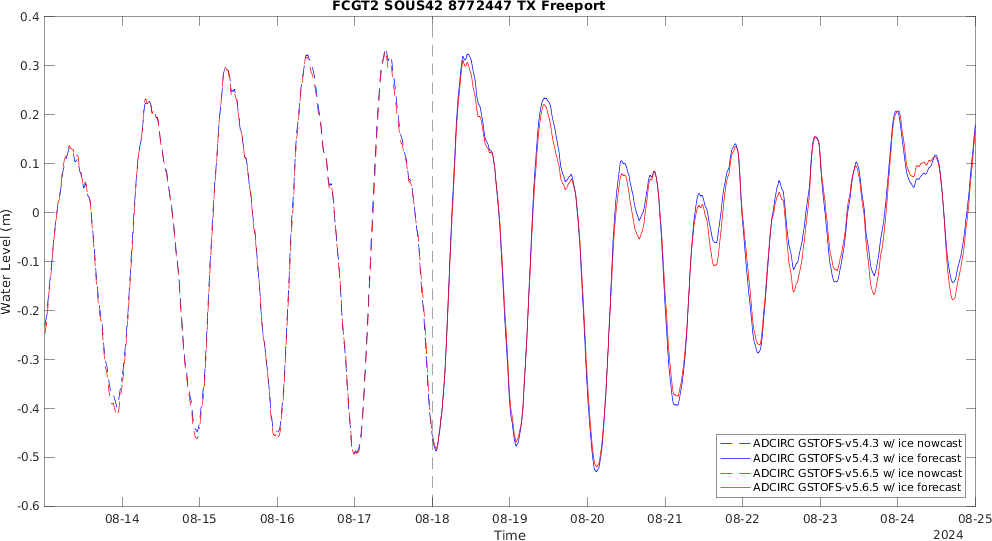 FCGT2 SOUS42 8772447 TX Freeport
0.4
0.3
0.2
0.1
0
-0.1
-0.2
-0.3
-0.4
-0.5
-0.6
Water Level (m)
ADCIRC GSTOFS-v5.4.3 w/ ice nowcast
ADCIRC GSTOFS-v5.4.3 w/ ice forecast
ADCIRC GSTOFS-v5.6.5 w/ ice nowcast
ADCIRC GSTOFS-v5.6.5 w/ ice forecast
08-14 08-15 08-16 08-17 08-18 08-19 08-20 08-21 08-22 08-23 08-24 08-25
Time
2024